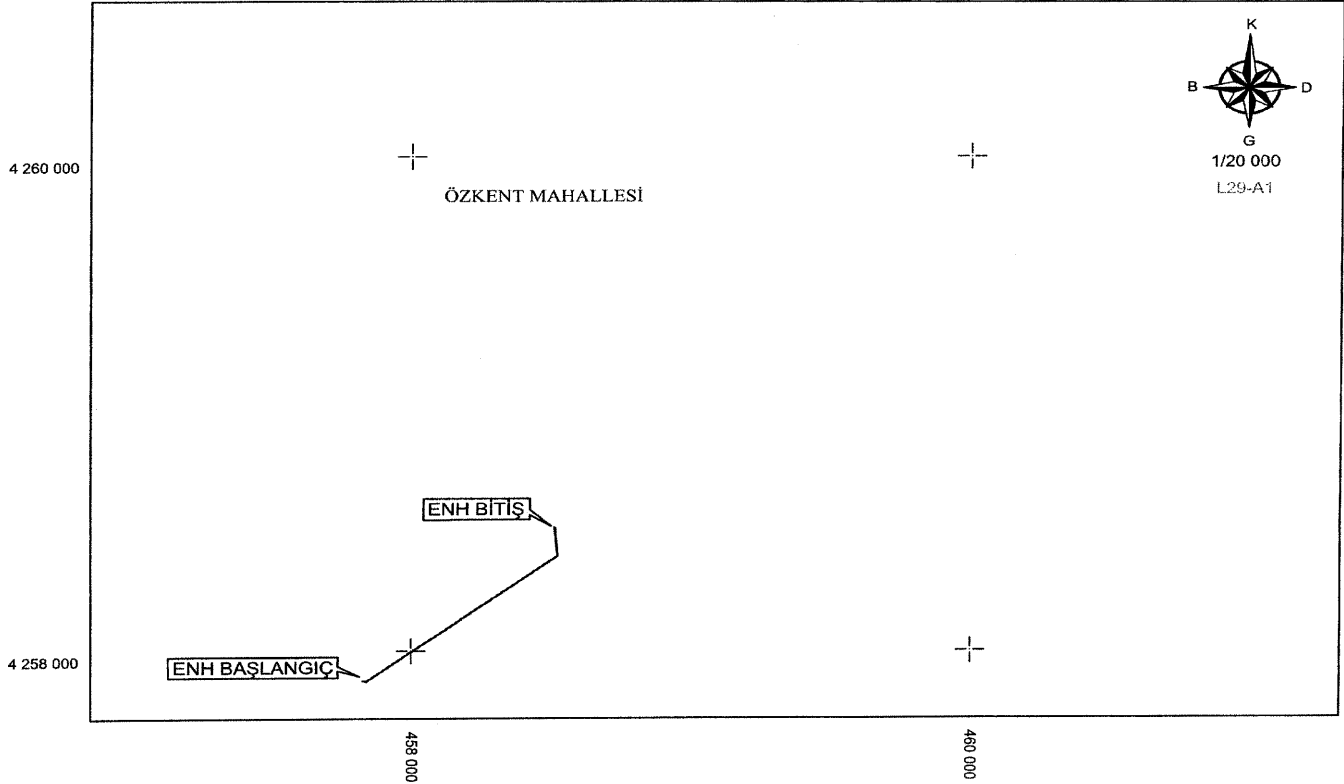 K
B
D
G
1/20 000
L29-A1
4 260 000
ÖZKENT MAHALLESİ
ENH BİTİŞ
4 258 000
ENH BAŞLANGIÇ
458 000
460 000